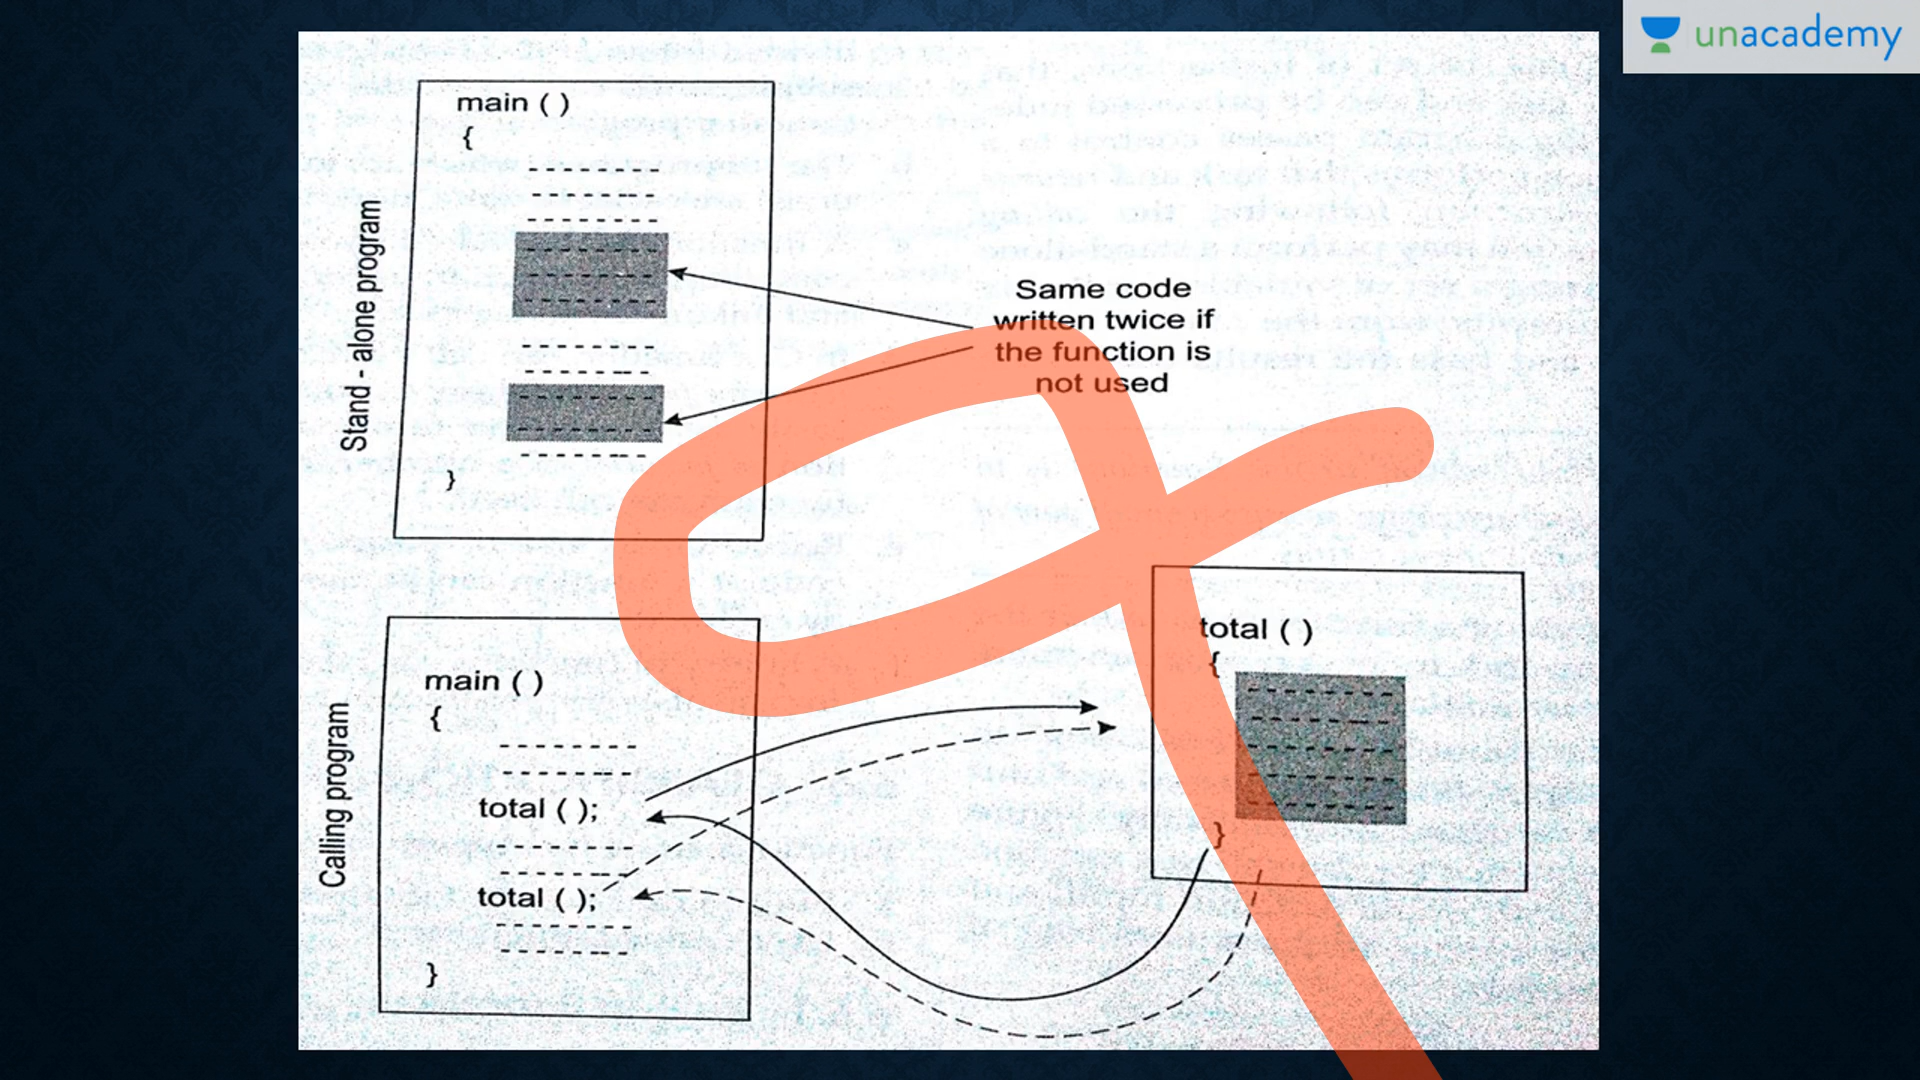 unacademy
Stand - alone program
main ( )
{
}
Same code
written twice if
the function is
not used
Calling program
main ( )
{
total ( );
total ( );
}
total ( )
{
}